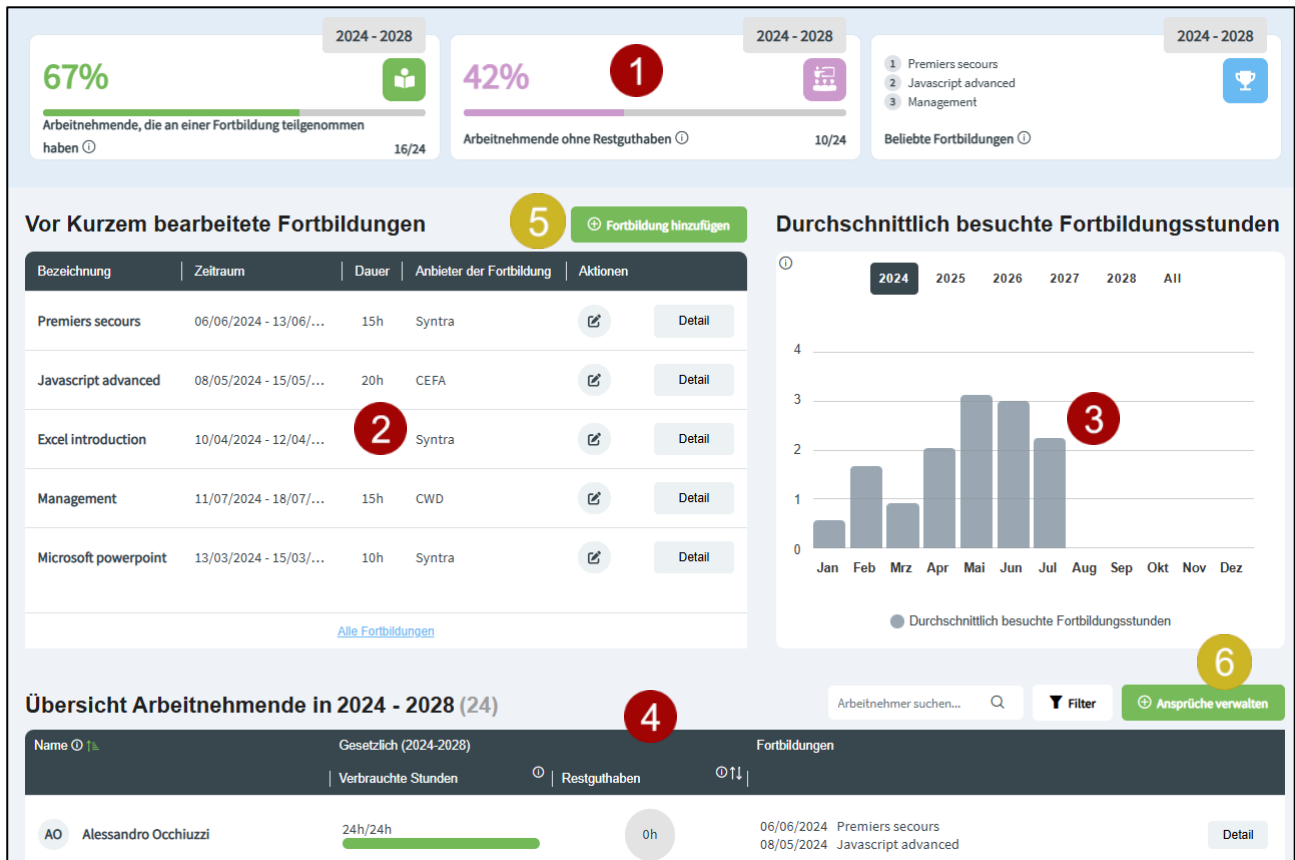 2024 - 2028
67%
Arbeitnehmende, die an einer Fortbildung teilgenommen
haben
16/24
2024 - 2028
42%
1
Arbeitnehmende ohne Restguthaben
10/24
2024 - 2028
1 Premiers secours
2 Javascript advanced
3 Management
Beliebte Fortbildungen
Vor Kurzem bearbeitete Fortbildungen
5
Fortbildung hinzufügen
Bezeichnung Zeitraum Dauer Anbieter der Fortbildung Aktionen
Premiers secours 06/06/2024 - 13/06/... 15h Syntra Detail
Javascript advanced 08/05/2024 - 15/05/... 20h CEFA Detail
Excel introduction 10/04/2024 - 12/04/... 2 Syntra Detail
Management 11/07/2024 - 18/07/... 15h CWD Detail
Microsoft powerpoint 13/03/2024 - 15/03/... 10h Syntra Detail
Alle Fortbildungen
Durchschnittlich besuchte Fortbildungsstunden
2024 2025 2026 2027 2028 All
4
3
3
2
1
0
Jan Feb Mrz Apr Mai Jun Jul Aug Sep Okt Nov Dez
Durchschnittlich besuchte Fortbildungsstunden
6
Übersicht Arbeitnehmende in 2024 - 2028 (24)
4
Arbeitnehmer suchen...
Filter
Ansprüche verwalten
Name Gesetzlich (2024-2028) Fortbildungen
Verbrauchte Stunden Restguthaben
AO Alessandro Occhiuzzi 24h/24h 0h 06/06/2024 Premiers secours
08/05/2024 Javascript advanced
Detail